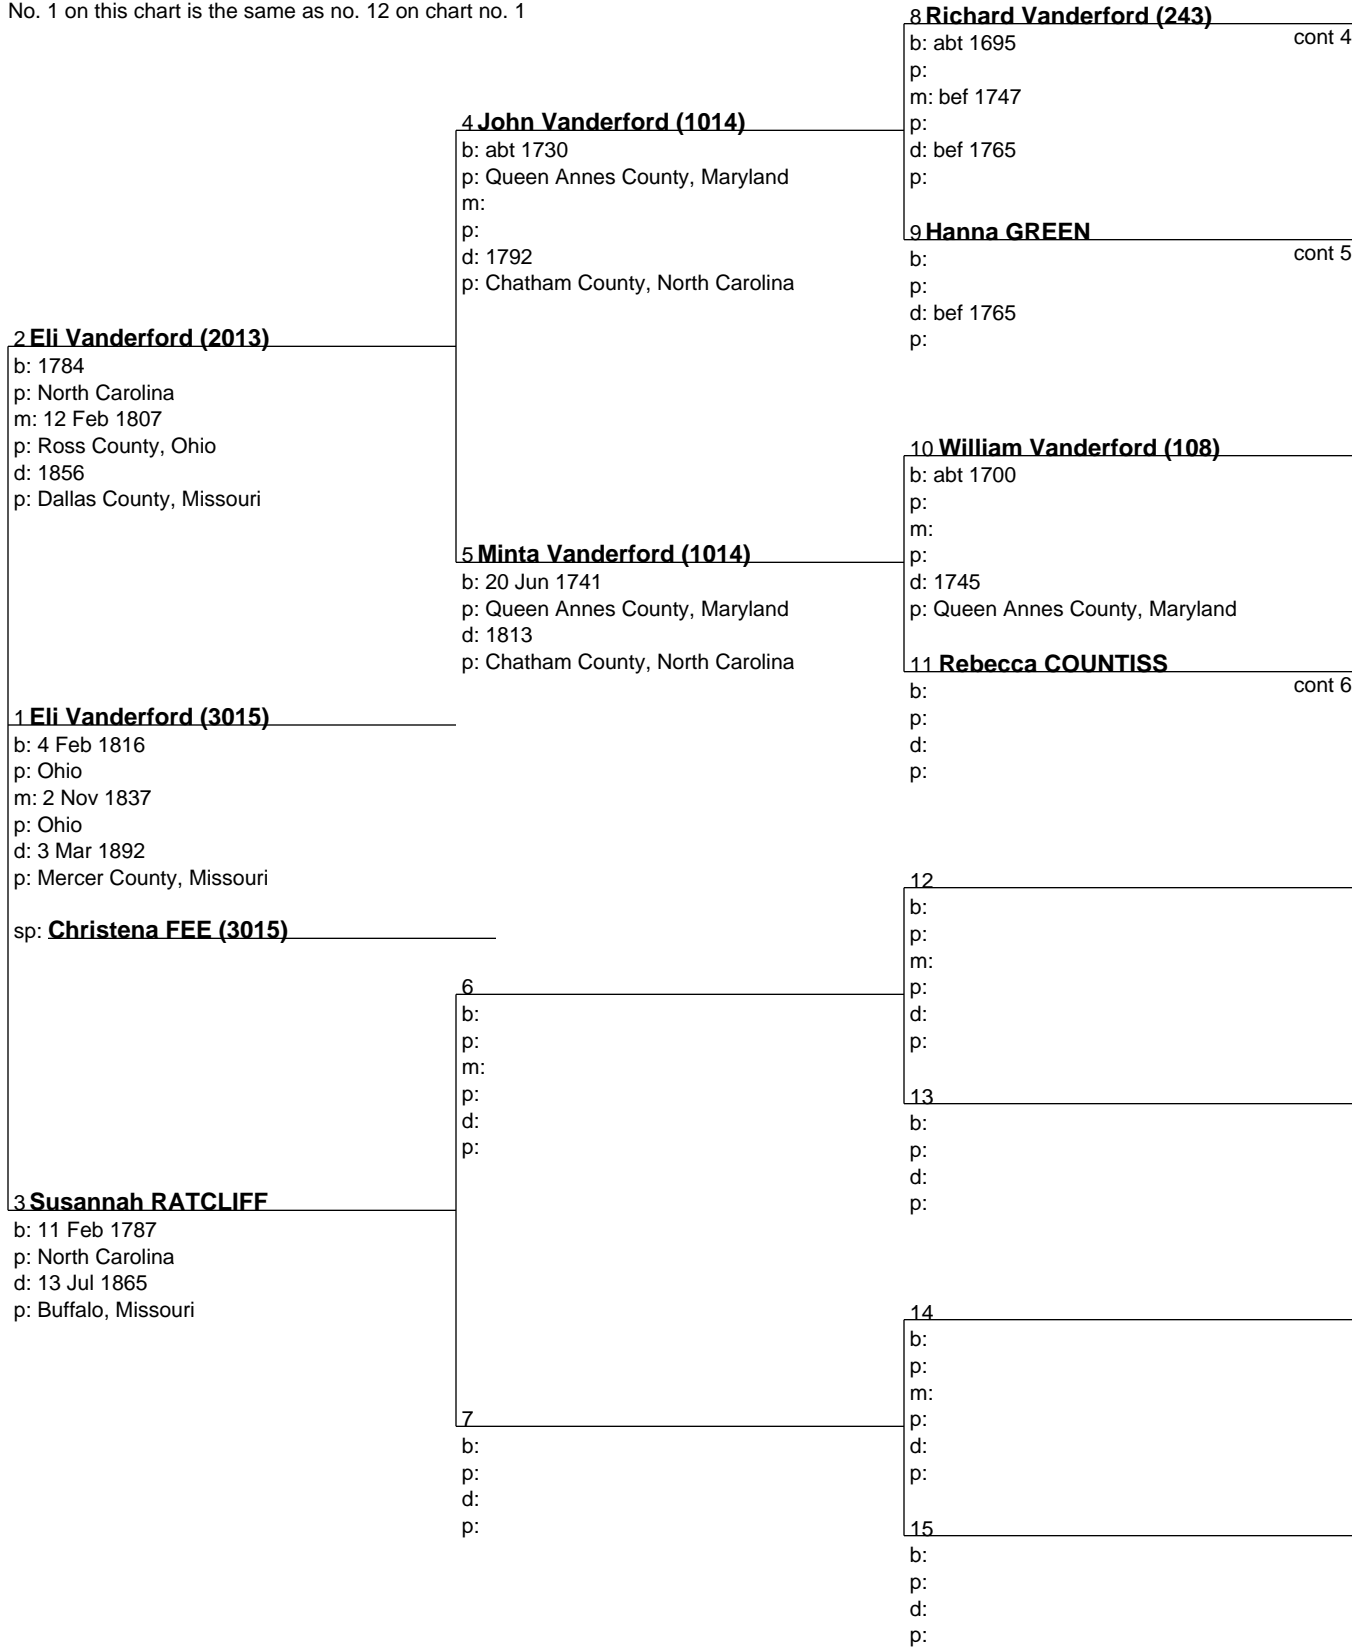 No. 1 on this chart is the same as no. 12 on chart no. 1
8 Richard Vanderford (243)
cont 4
b: abt 1695
p:
m: bef 1747
p:
d: bef 1765
p:
4 John Vanderford (1014)
b: abt 1730
p: Queen Annes County, Maryland
m:
p:
d: 1792
p: Chatham County, North Carolina
9 Hanna GREEN
cont 5
b:
p:
d: bef 1765
p:
2 Eli Vanderford (2013)
b: 1784
p: North Carolina
m: 12 Feb 1807
p: Ross County, Ohio
d: 1856
p: Dallas County, Missouri
10 William Vanderford (108)
b: abt 1700
p:
m:
p:
d: 1745
p: Queen Annes County, Maryland
5 Minta Vanderford (1014)
b: 20 Jun 1741
p: Queen Annes County, Maryland
d: 1813
p: Chatham County, North Carolina
11 Rebecca COUNTISS
cont 6
b:
p:
d:
p:
1 Eli Vanderford (3015)
b: 4 Feb 1816
p: Ohio
m: 2 Nov 1837
p: Ohio
d: 3 Mar 1892
p: Mercer County, Missouri
sp: Christena FEE (3015)
12
b:
p:
m:
p:
d:
p:
6
b:
p:
m:
p:
d:
p:
13
b:
p:
d:
p:
3 Susannah RATCLIFF
b: 11 Feb 1787
p: North Carolina
d: 13 Jul 1865
p: Buffalo, Missouri
14
b:
p:
m:
p:
d:
p:
7
b:
p:
d:
p:
15
b:
p:
d:
p: